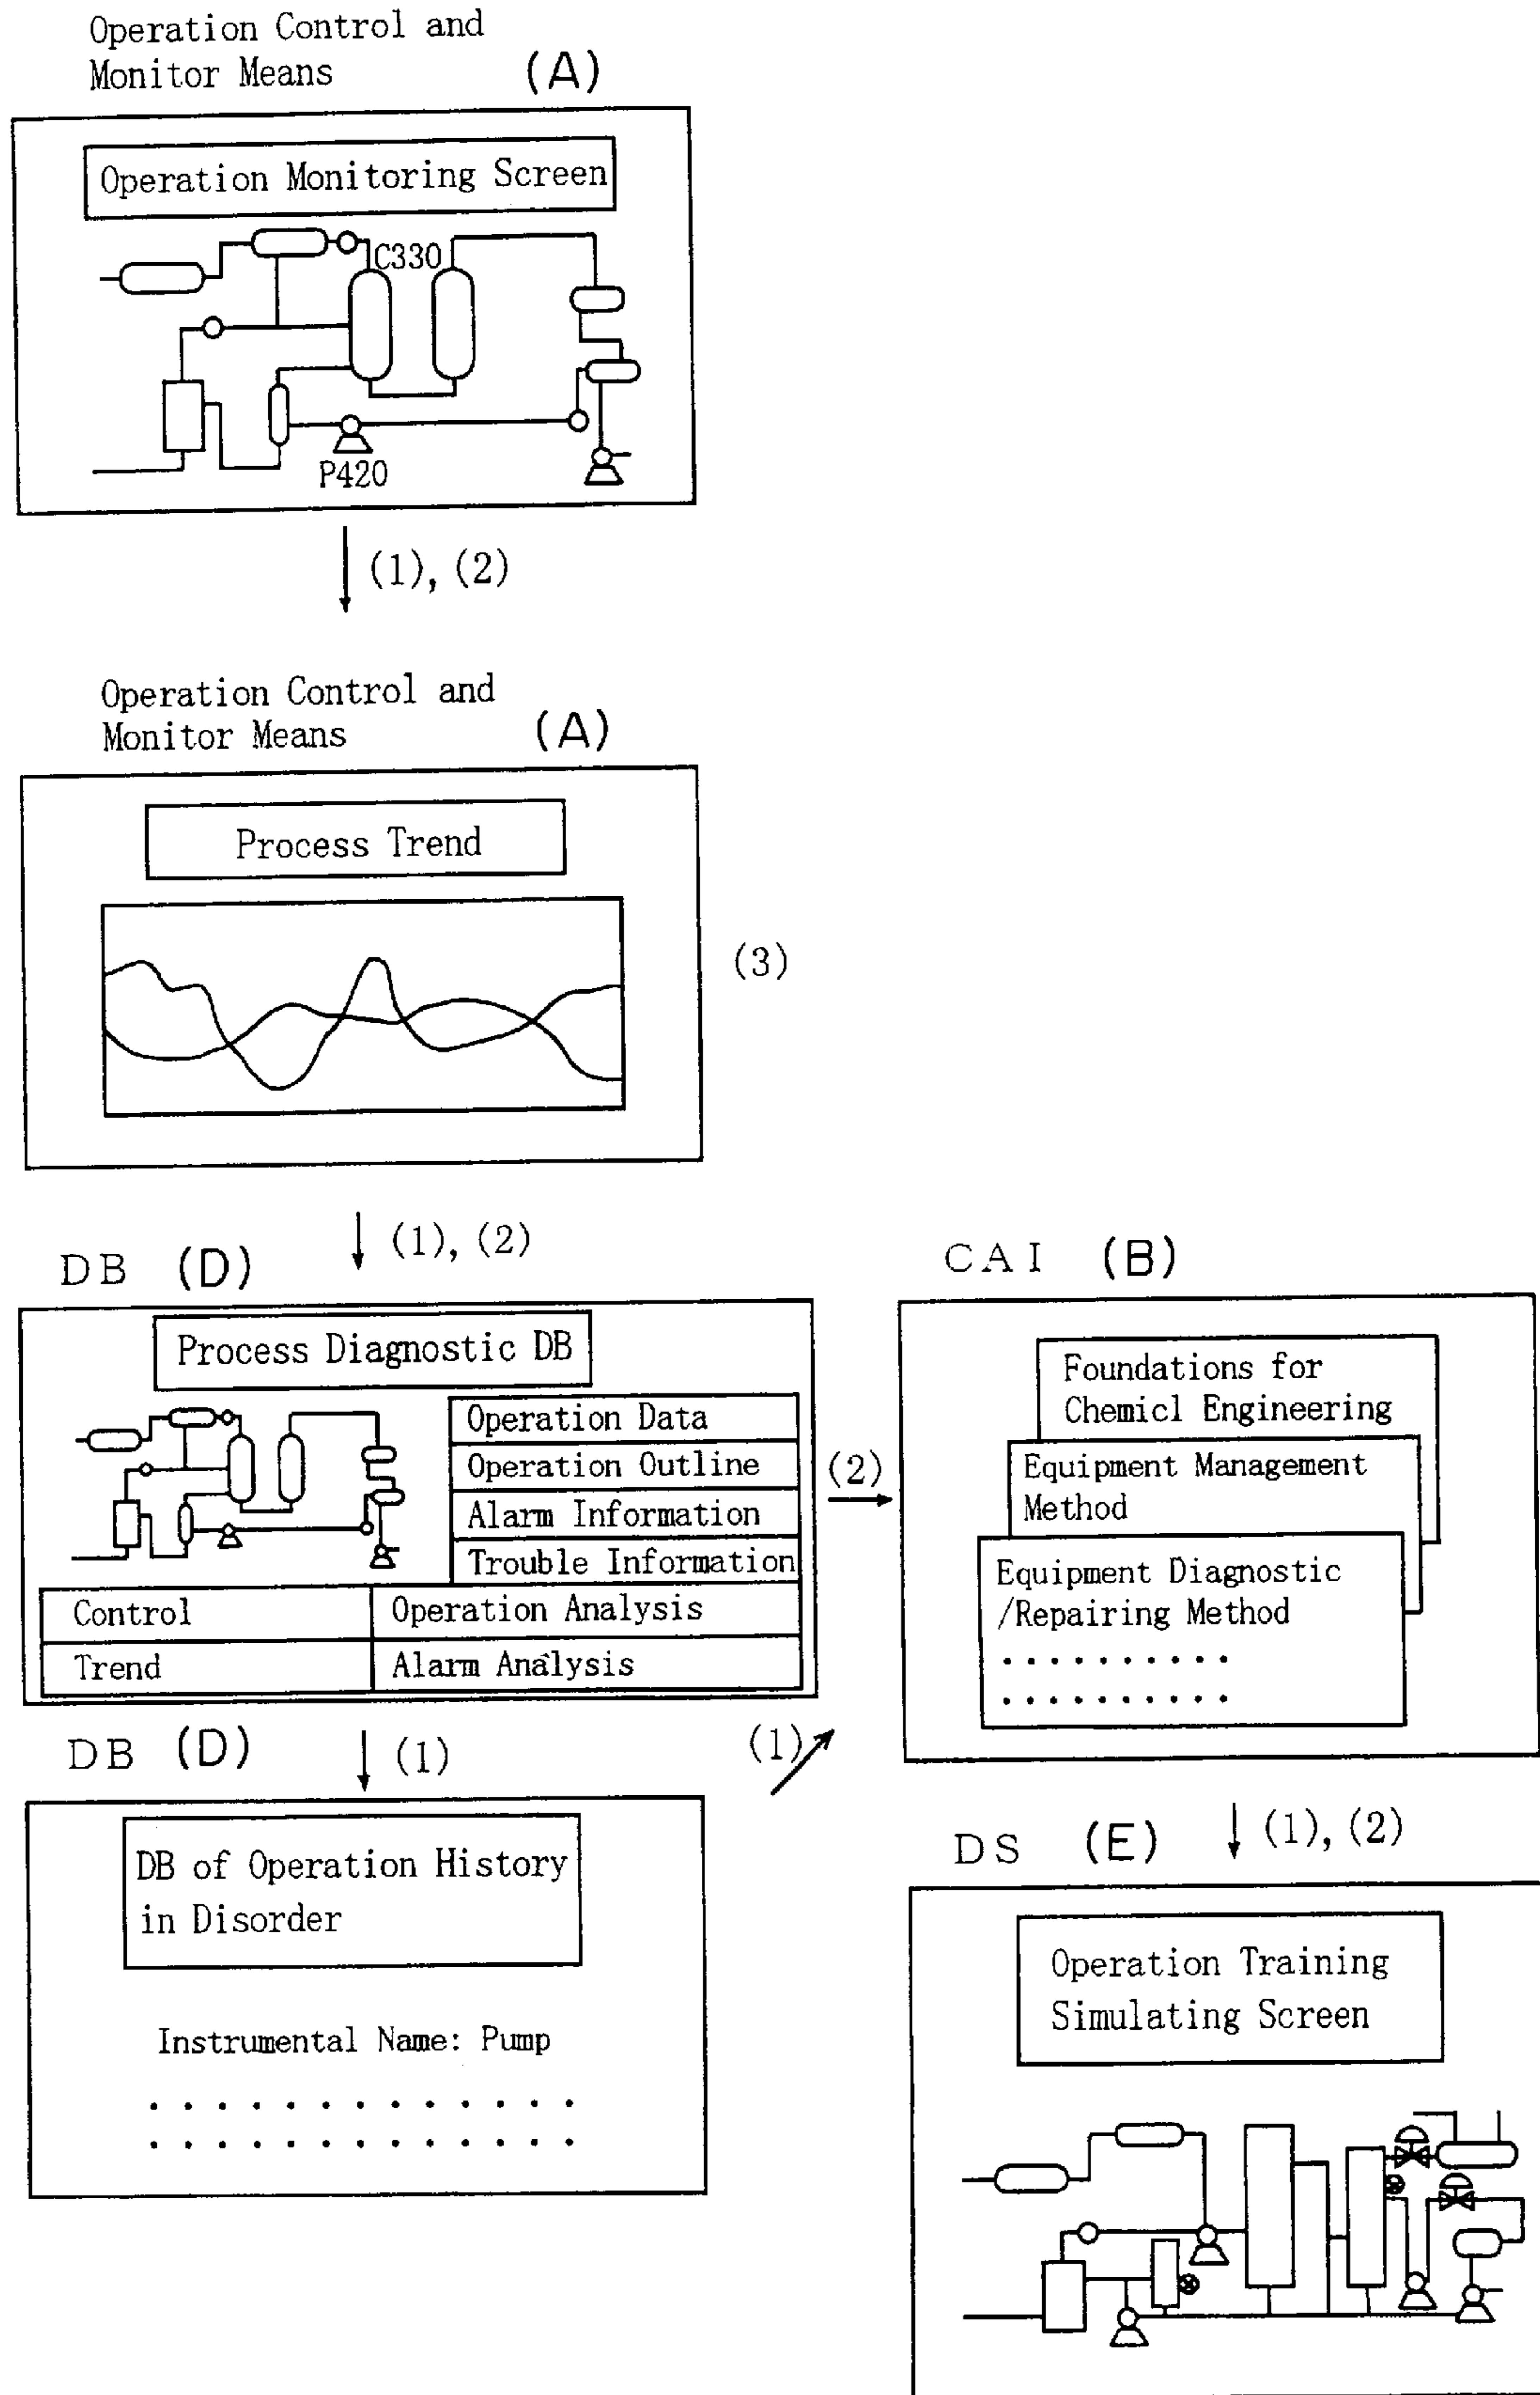 Operation Control and
Monitor Means (A)
Operation Monitoring Screen
C330
P420
(1), (2)
Operation Control and
Monitor Means (A)
Process Trend
(3)
(1), (2)
DB (D)
Process Diagnostic DB
Operation Data
Operation Outline
Alarm Information
Trouble Information
Control
Operation Analysis
Trend
Alarm Analysis
(2)
CAI (B)
Foundations for
Chemicl Engineering
Equipment Management
Method
Equipment Diagnostic
/Repairing Method
. . . . . . . . . .
. . . . . . . . . .
DB (D)
(1)
(1)
DB of Operation History
in Disorder
Instrumental Name: Pump
. . . . . . . . . . . . .
. . . . . . . . . . . . .
DS (E)
(1), (2)
Operation Training
Simulating Screen